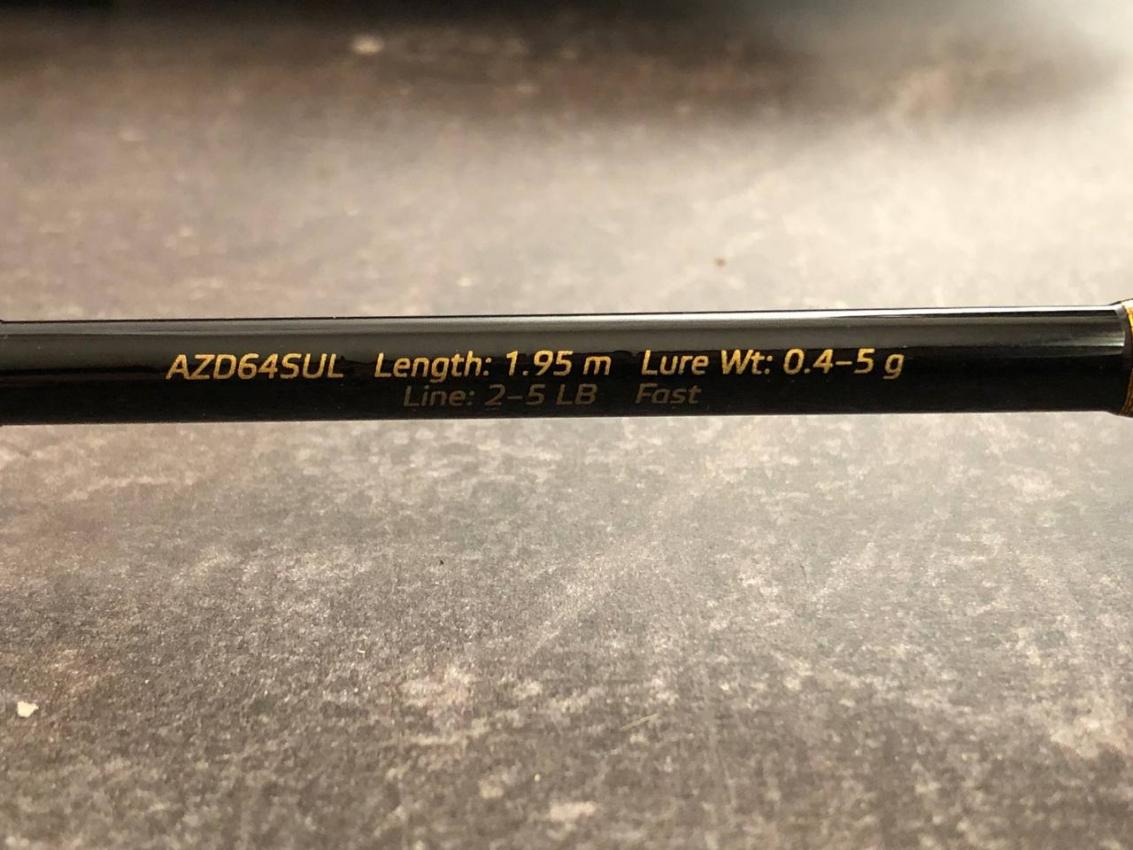 AZD64SUL Length: 1.95 m Lure Wt: 0.4–5 g
Line: 2–5 LB Fast